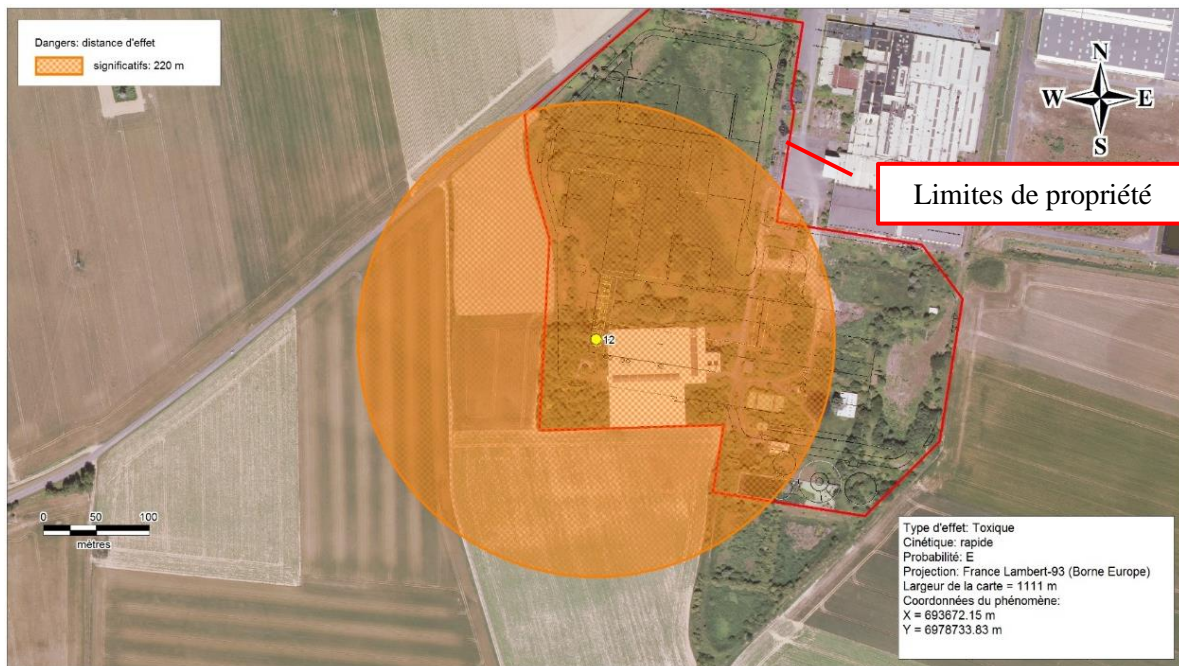 Dangers: distance d'effet
significatifs: 220 m
N
W
E
S
Limites de propriété
12
0 50 100
mètres
Type d'effet: Toxique
Cinétique: rapide
Probabilité: E
Projection: France Lambert-93 (Borne Europe)
Largeur de la carte = 1111 m
Coordonnées du phénomène:
X = 693672.15 m
Y = 6978733.83 m